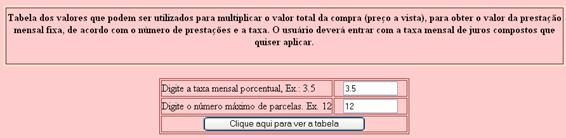 Tabela dos valores que podem ser utilizados para multiplicar o valor total da compra (preço a vista), para obter o valor da prestação
mensal fixa, de acordo com o número de prestações e a taxa. O usuário deverá entrar com a taxa mensal de juros compostos que
quiser aplicar.
Digite a taxa mensal porcentual, Ex.: 3.5 3.5
Digite o número máximo de parcelas. Ex. 12 12
Clique aqui para ver a tabela